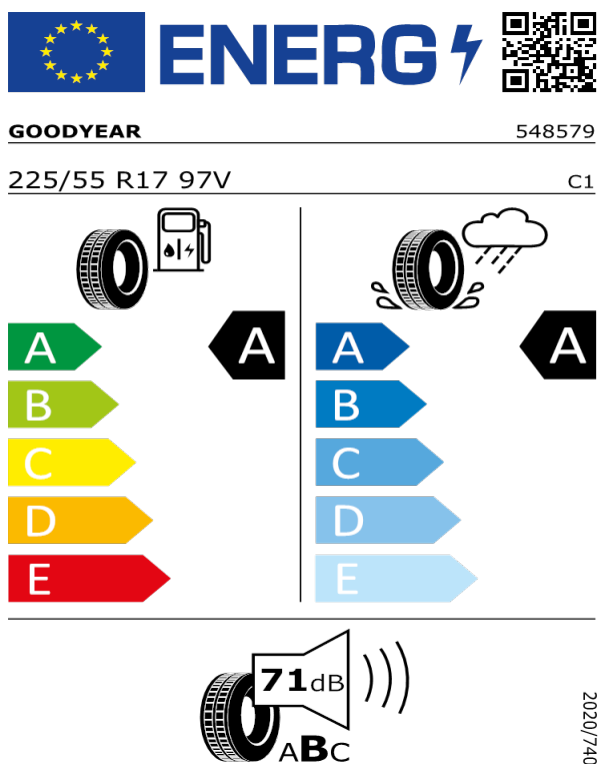 ENERG
GOODYEAR 548579
225/55 R17 97V C1
A A A A
B B
C C
D D
E E
71dB
ABC
2020/740